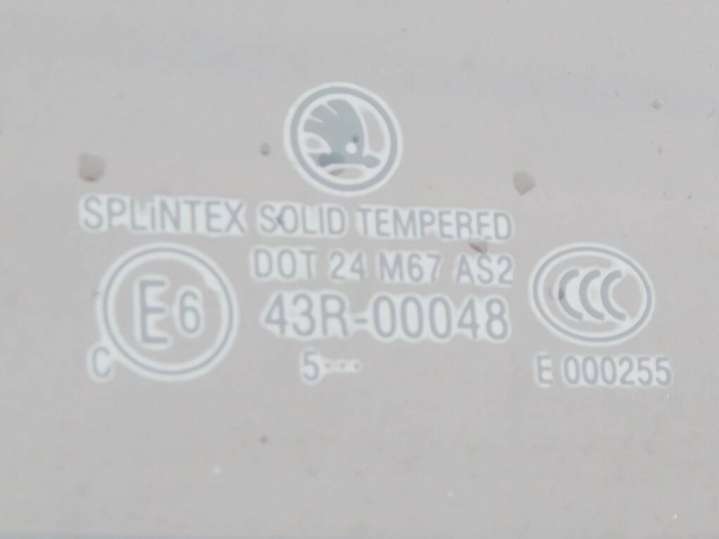 SPLINTEX SOLID TEMPERED
DOT 24 M67 AS2
E6
43R-00048
CCC
C
5····
E 000255